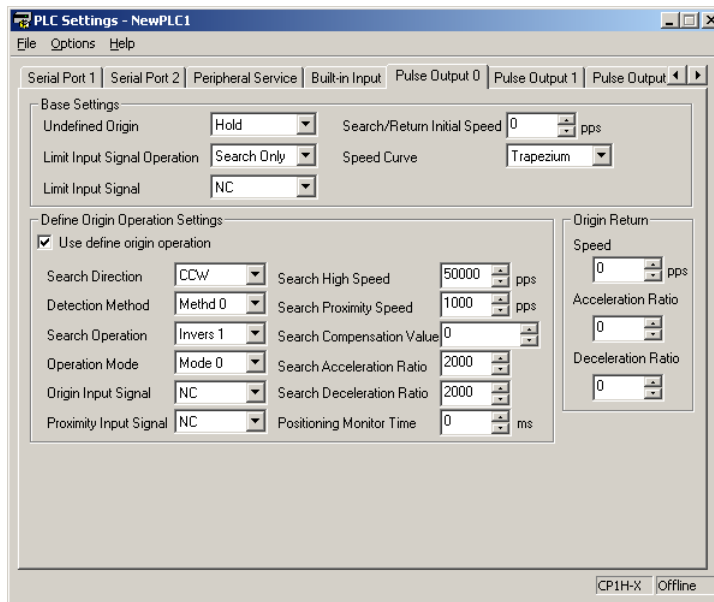 PLC Settings - NewPLC1
File Options Help
Serial Port 1 Serial Port 2 Peripheral Service Built-in Input Pulse Output 0 Pulse Output 1 Pulse Output
Base Settings
Undefined Origin Hold Search/Return Initial Speed 0 pps
Limit Input Signal Operation Search Only Speed Curve Trapezium
Limit Input Signal NC
Define Origin Operation Settings Origin Return
Use define origin operation Speed
Search Direction CCW Search High Speed 50000 pps 0 pps
Detection Method Methd 0 Search Proximity Speed 1000 pps Acceleration Ratio
Search Operation Invers 1 Search Compensation Value 0 0
Operation Mode Mode 0 Search Acceleration Ratio 2000 Deceleration Ratio
Origin Input Signal NC Search Deceleration Ratio 2000 0
Proximity Input Signal NC Positioning Monitor Time 0 ms
CP1H-X Offline